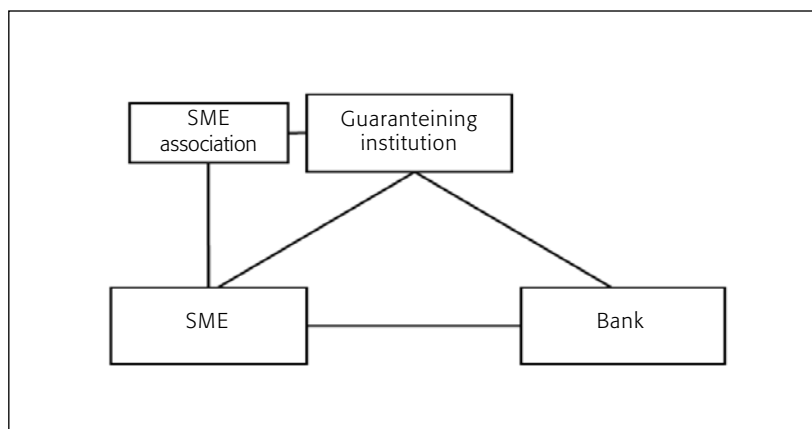 SME
association
Guaranteining
institution
SME
Bank